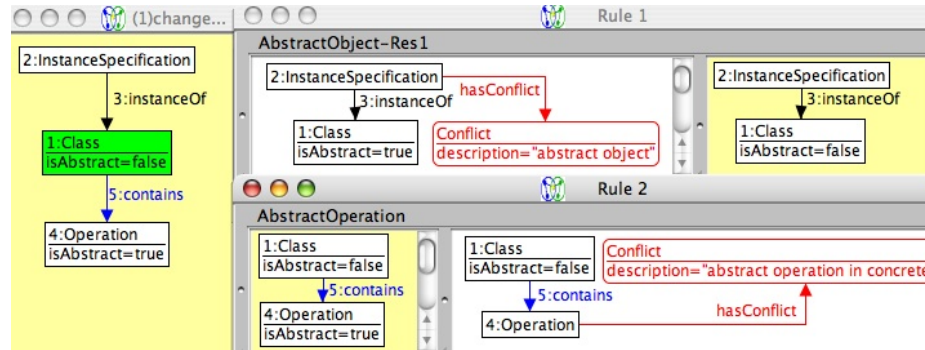 (1)change...
2:InstanceSpecification
3:instanceOf
1:Class
isAbstract=false
5:contains
4:Operation
isAbstract=true
Rule 1
AbstractObject-Res1
2:InstanceSpecification
hasConflict
3:instanceOf
1:Class
isAbstract=true
Conflict
description="abstract object"
2:InstanceSpecification
3:instanceOf
1:Class
isAbstract=false
Rule 2
AbstractOperation
1:Class
isAbstract=false
5:contains
4:Operation
isAbstract=true
1:Class
isAbstract=false
5:contains
4:Operation
Conflict
description="abstract operation in concrete
hasConflict